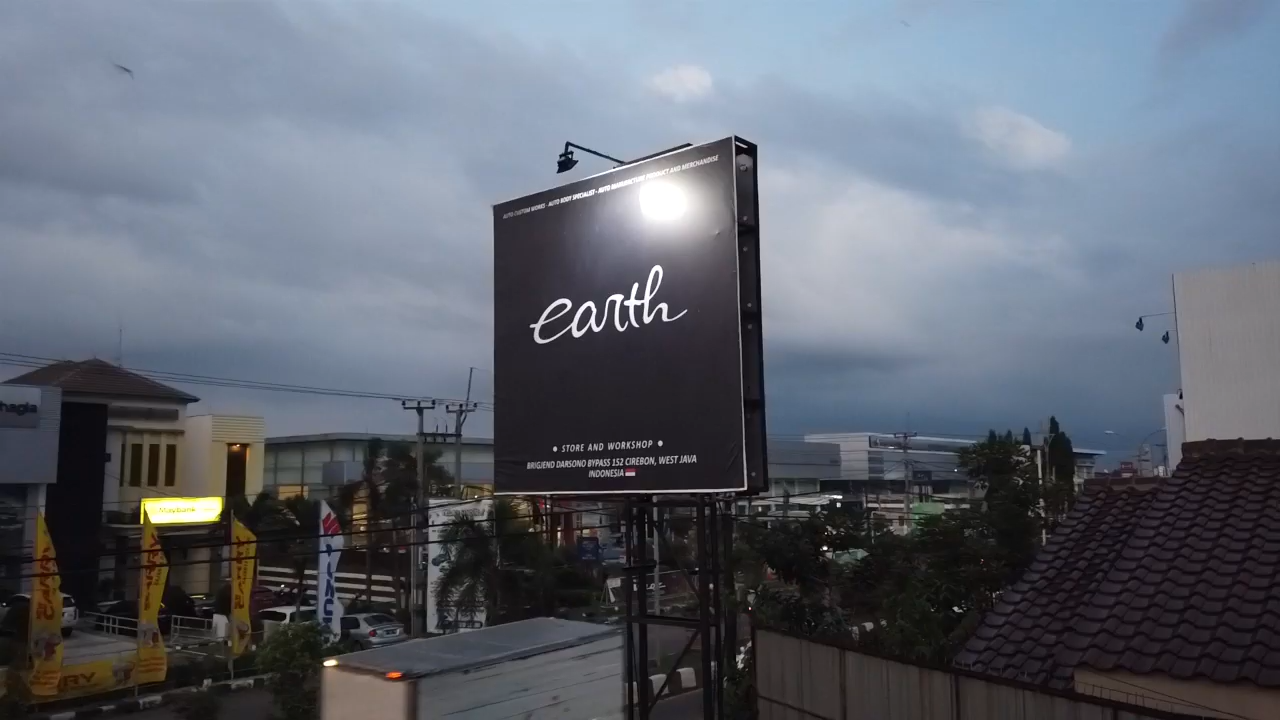 AUTO CUSTOM WORKS - AUTO BODY SPECIALIST - AUTO MANUFACTURE PRODUCT AND MERCHANDISE
earth
• STORE AND WORKSHOP •
BRIGJEND DARSONO BYPASS 152 CIREBON, WEST JAVA
INDONESIA
hagia
Maybank